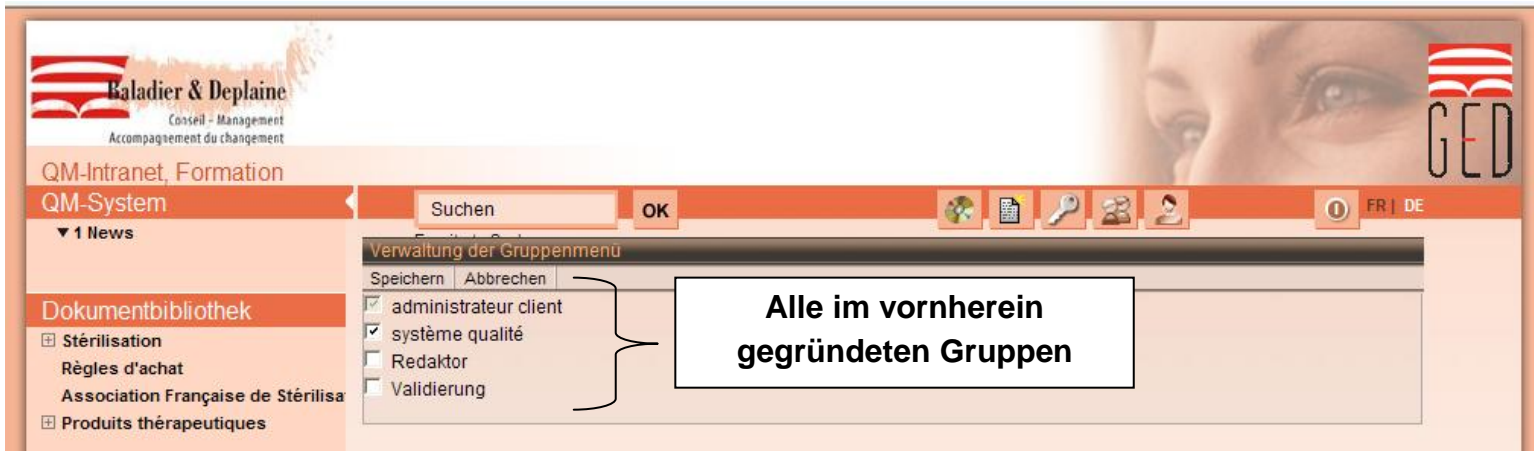 Baladier & Deplaine
Conseil - Management
Accompagnement du changement
GED
QM-Intranet, Formation
QM-System
Suchen
OK
FR | DE
▼ 1 News
Verwaltung der Gruppenmenü
Speichern Abbrechen
administrateur client
système qualité
Redaktor
Validierung
Alle im vornherein
gegründeten Gruppen
Dokumentbibliothek
Stérilisation
Règles d'achat
Association Française de Stérilisa
Produits thérapeutiques